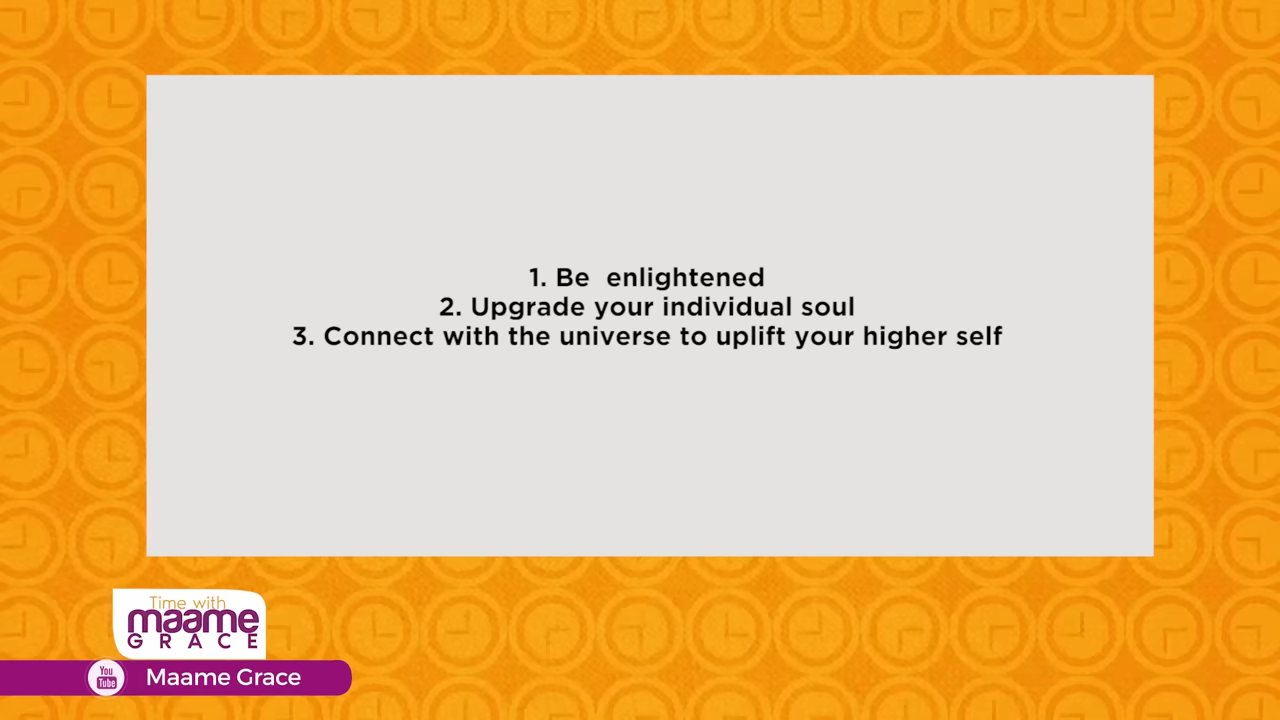 1. Be  enlightened
2. Upgrade your individual soul
3. Connect with the universe to uplift your higher self
Time with
maame
GRACE
You
Tube
Maame Grace